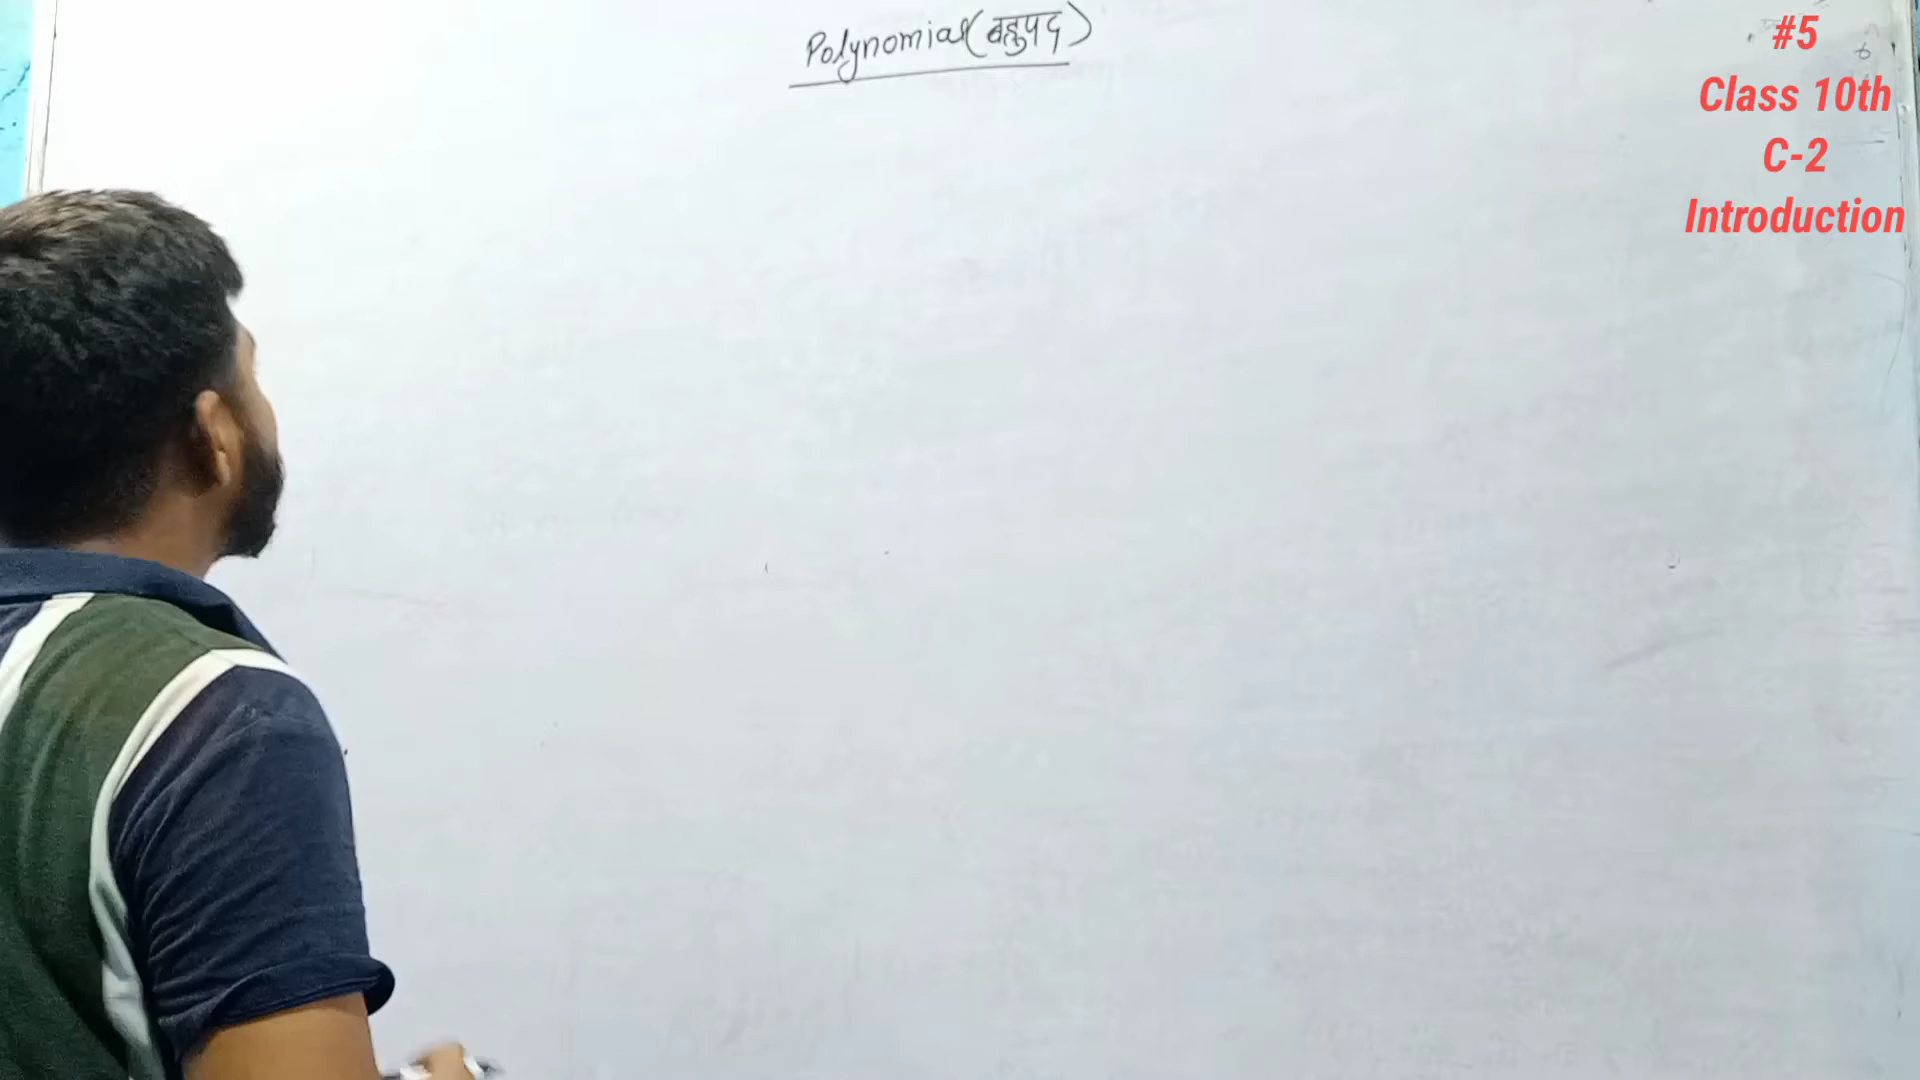 Polynomial (बहुपद)
#5
Class 10th
C-2
Introduction